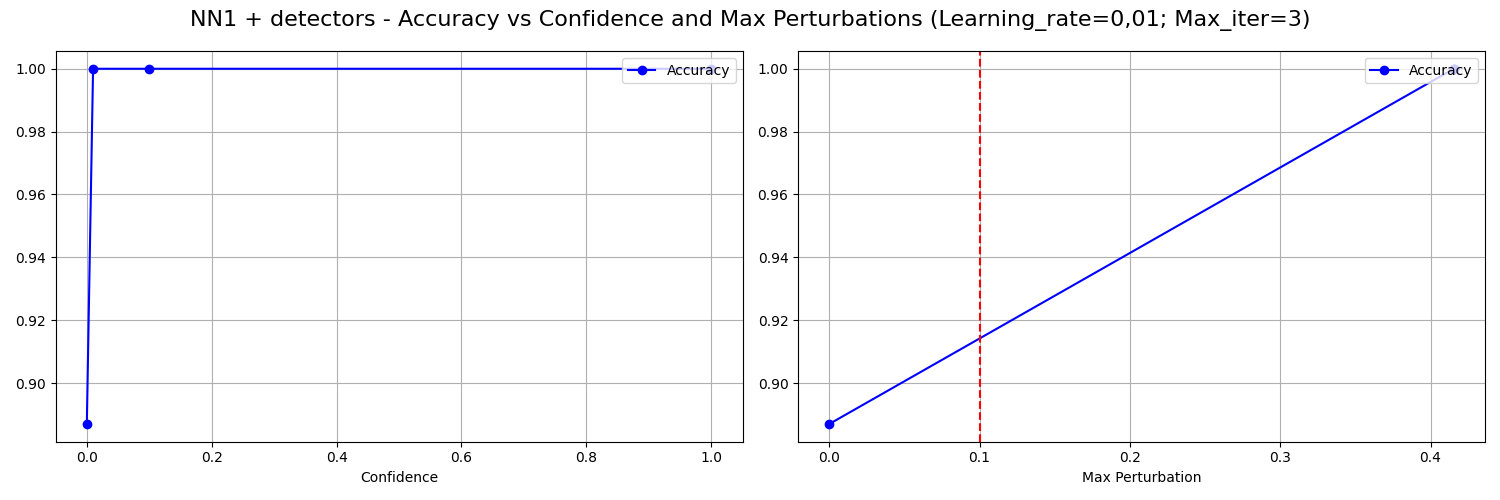 NN1 + detectors - Accuracy vs Confidence and Max Perturbations (Learning_rate=0,01; Max_iter=3)
1.00
0.98
0.96
0.94
0.92
0.90
Accuracy
0.0 0.2 0.4 0.6 0.8 1.0
Confidence
1.00
0.98
0.96
0.94
0.92
0.90
Accuracy
0.0 0.1 0.2 0.3 0.4
Max Perturbation